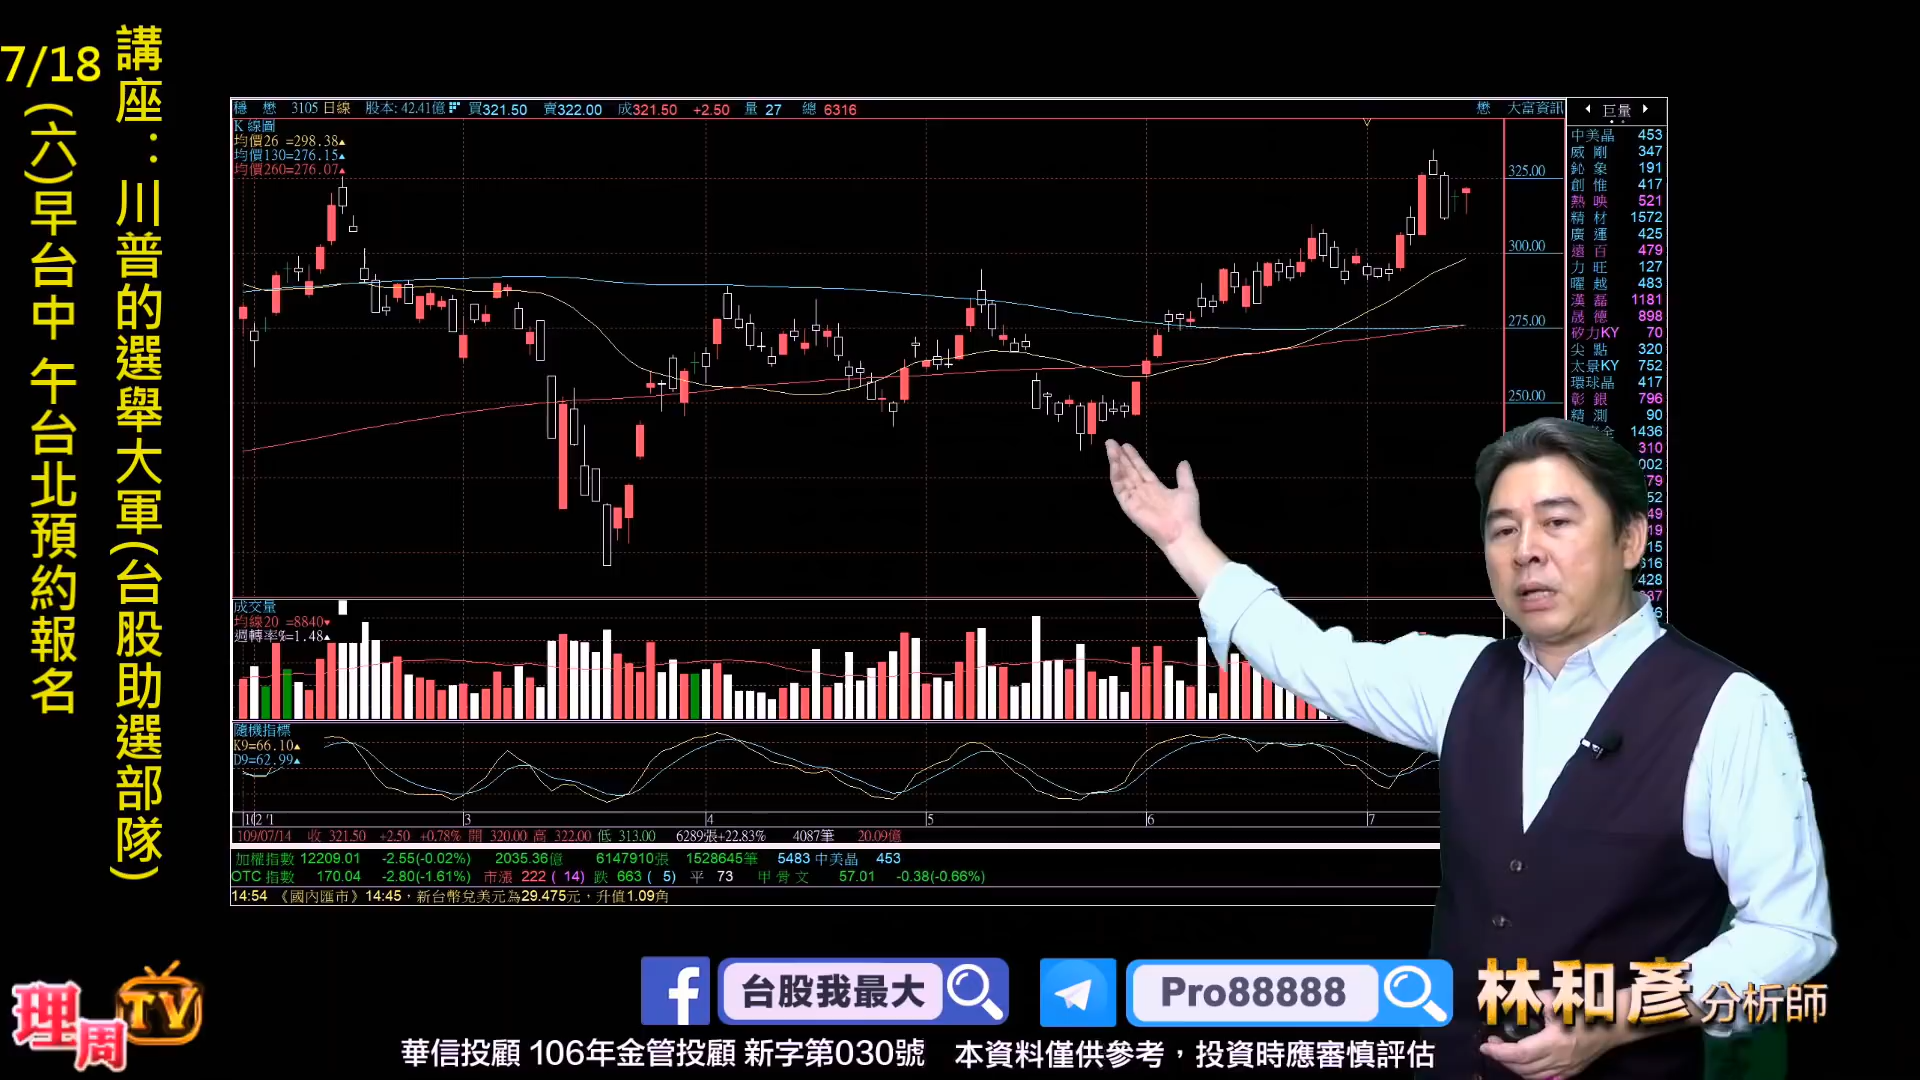 7/18(六)早台中 午台北預約報名
講座：川普的選舉大軍(台股助選部隊)
穩 懋 3105 日線 股本: 42.41億 買321.50 賣322.00 成321.50 +2.50 量 27 總 6316 懋 大富資訊
K 線圖
均價26 =298.38▲
均價130=276.15▲
均價260=276.07▲
325.00
300.00
275.00
250.00
巨量
中美晶 453
威 剛 347
鈊 象 191
創 惟 417
熱 映 521
精 材 1572
廣 運 425
遠 百 479
力 旺 127
曜 越 483
漢 磊 1181
晟 德 898
矽力KY 70
尖 點 320
太景KY 752
環球晶 417
彰 銀 796
精 測 90
1436
310
成交量
均線20 =8840▼
週轉率%=1.48▲
隨機指標
K9=66.10▲
D9=62.99▲
3 4 5 6 7
109/07/14 收 321.50 +2.50 +0.78% 開 320.00 高 322.00 低 313.00 6289張+22.83% 4087筆 20.09億
加權指數 12209.01 -2.55(-0.02%) 2035.36億 6147910張 1528645筆 5483 中美晶 453
OTC 指數 170.04 -2.80(-1.61%) 市漲 222 ( 14) 跌 663 ( 5) 平 73 甲骨文 57.01 -0.38(-0.66%)
14:54 《國內匯市》14:45，新台幣兌美元為29.475元，升值1.09角
理周TV
台股我最大
Pro88888
林和彥分析師
華信投顧 106年金管投顧 新字第030號 本資料僅供參考，投資時應審慎評估